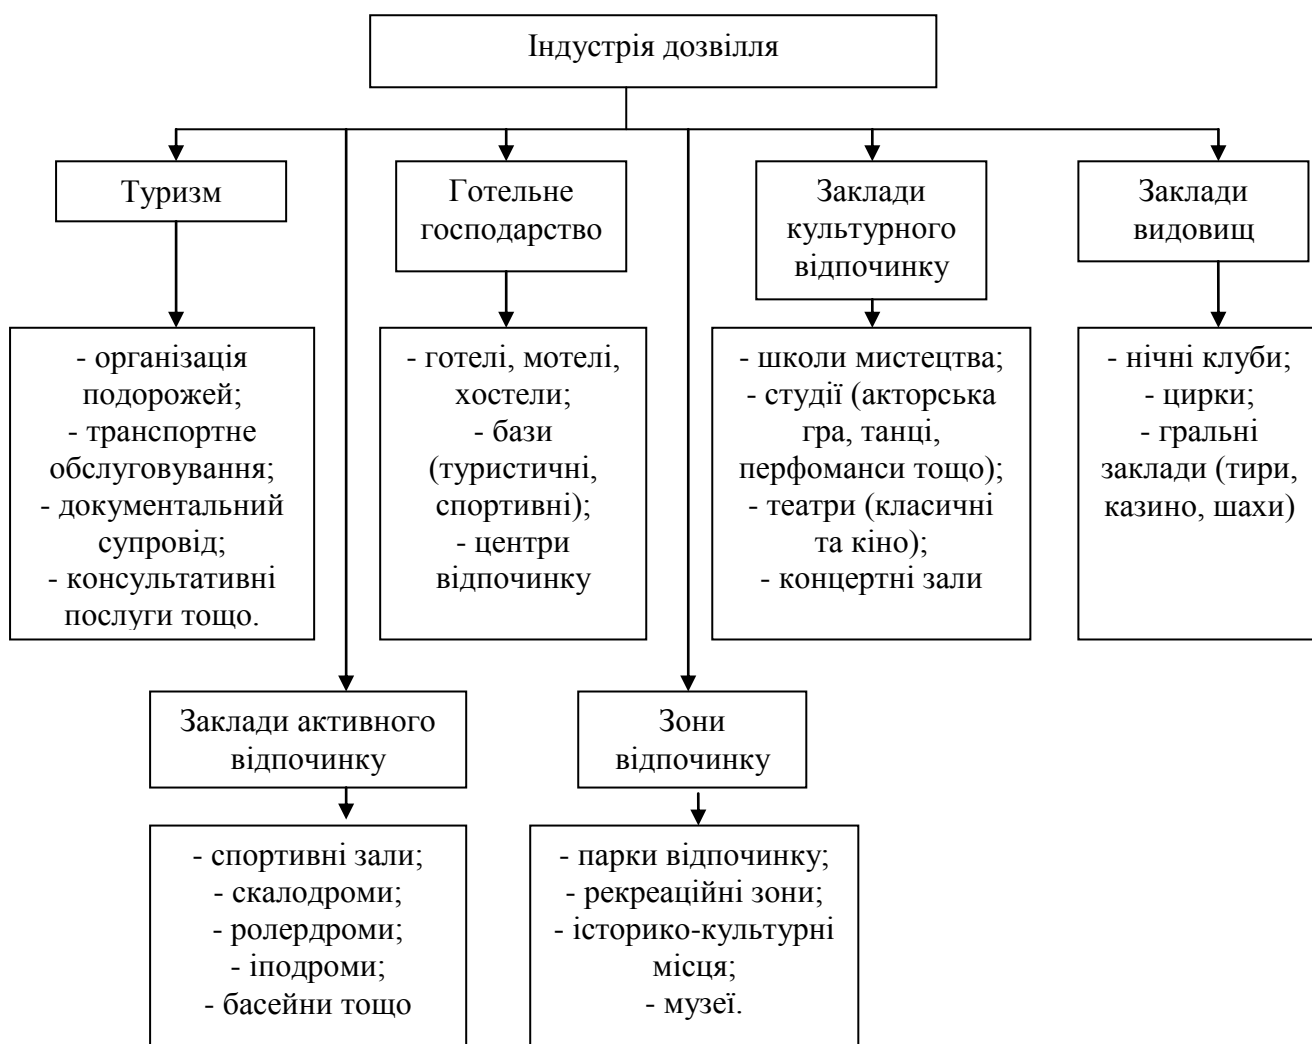 Індустрія дозвілля
Туризм
Готельне
господарство
Заклади
культурного
відпочинку
Заклади
видовищ
- організація
подорожей;
- транспортне
обслуговування;
- документальний
супровід;
- консультативні
послуги тощо.
- готелі, мотелі,
хостели;
- бази
(туристичні,
спортивні);
- центри
відпочинку
- школи мистецтва;
- студії (акторська
гра, танці,
перфоманси тощо);
- театри (класичні
та кіно);
- концертні зали
- нічні клуби;
- цирки;
- гральні
заклади (тири,
казино, шахи)
Заклади активного
відпочинку
Зони
відпочинку
- спортивні зали;
- скалодроми;
- ролердроми;
- іподроми;
- басейни тощо
- парки відпочинку;
- рекреаційні зони;
- історико-культурні
місця;
- музеї.